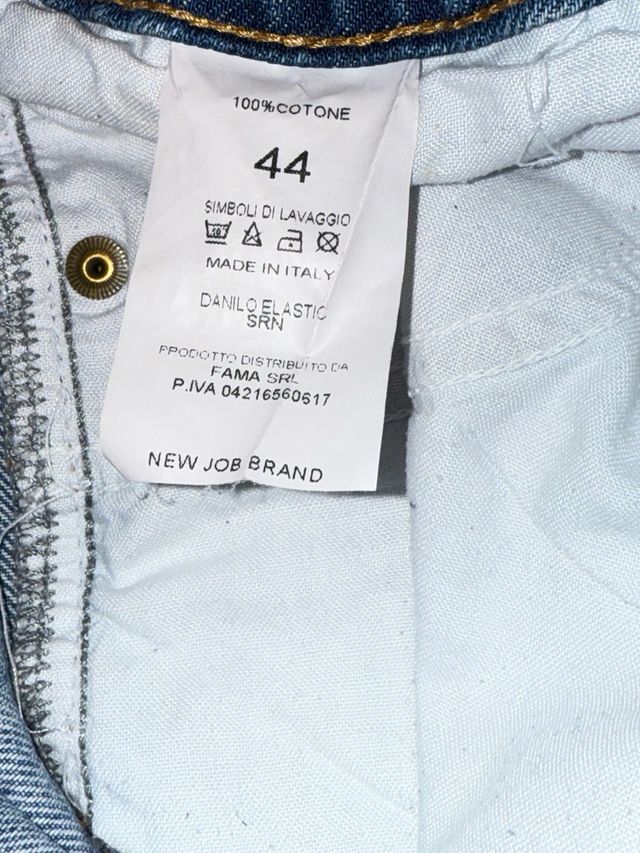 100%COTONE
44
SIMBOLI DI LAVAGGIO
MADE IN ITALY
DANILO ELASTIC
SRN
PRODOTTO DISTRIBUITO DA
FAMA SRL
P.IVA 04216560617
NEW JOB BRAND